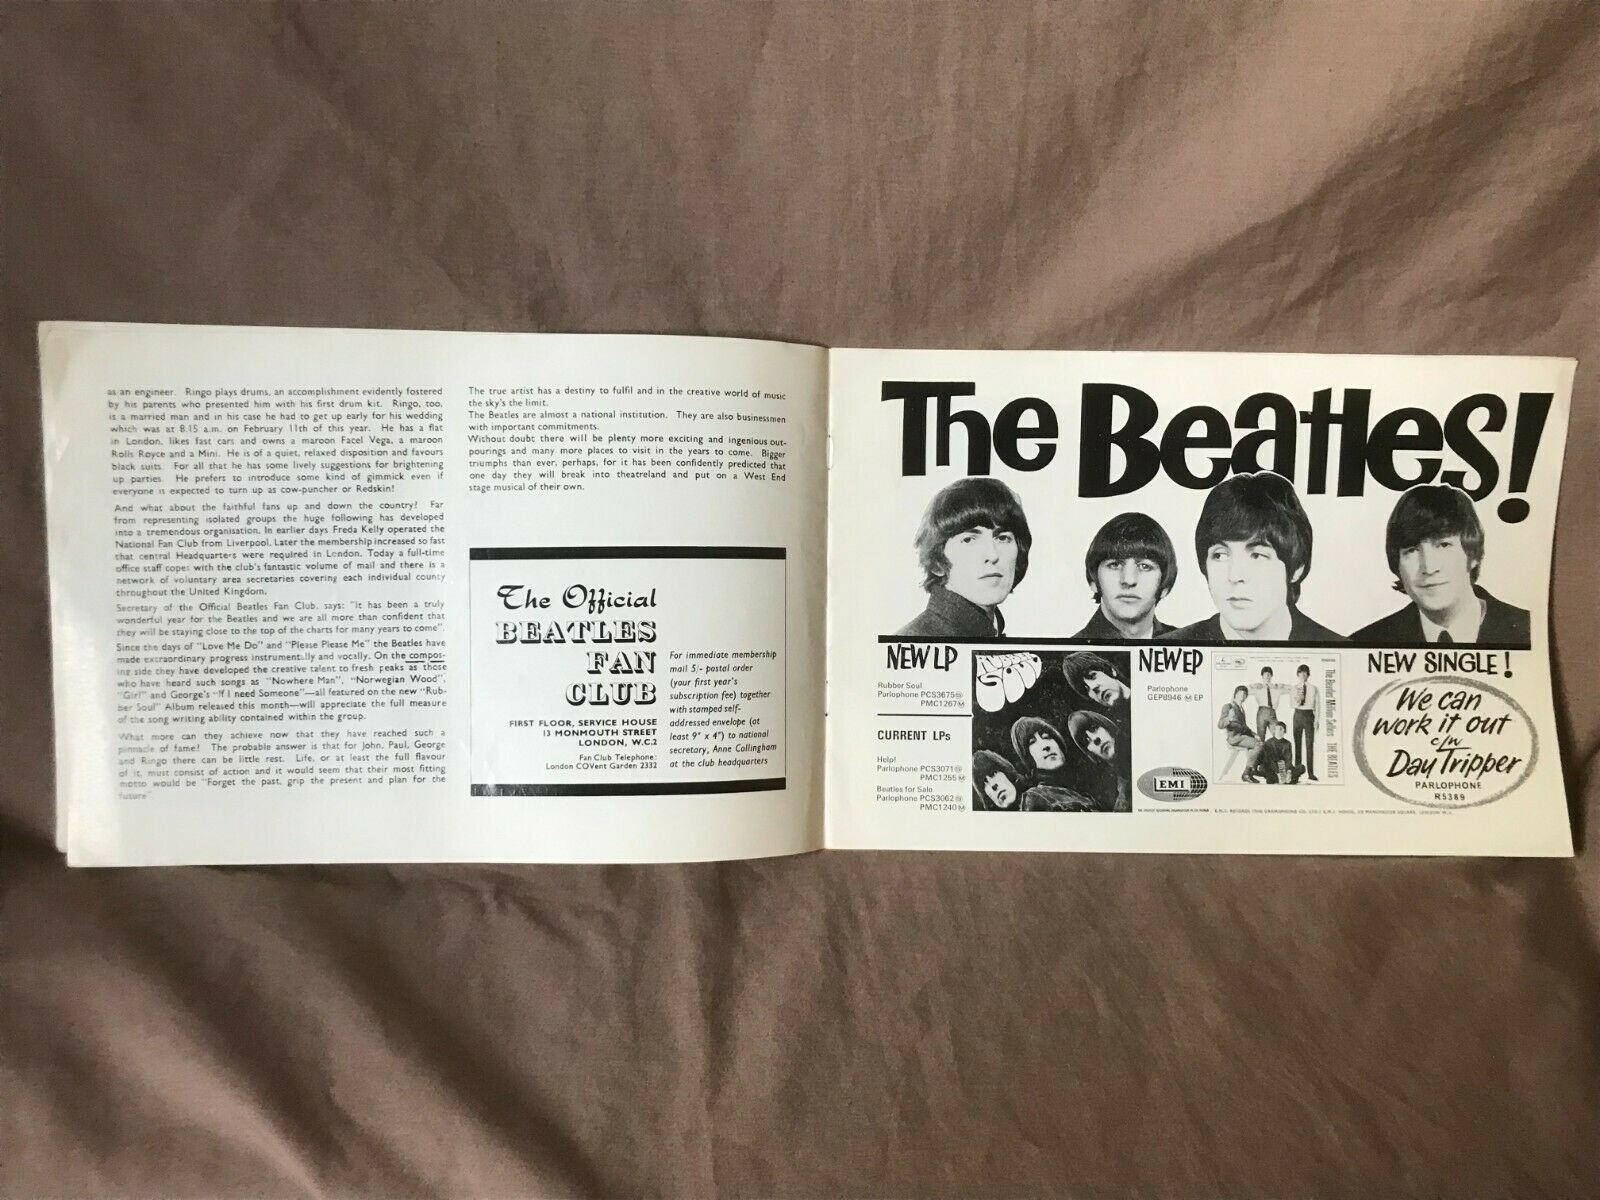 as an engineer. Ringo plays drums, an accomplishment evidently fostered
by his parents who presented him with his first drum kit. Ringo, too,
is a married man and in his case he had to get up early for his wedding
which was at 8.15 a.m. on February 11th of this year. He has a flat
in London, likes fast cars and owns a maroon Facel Vega, a maroon
Rolls Royce and a Mini. He is of a quiet, relaxed disposition and favours
black suits. For all that he has some lively suggestions for brightening
up parties. He prefers to introduce some kind of gimmick even if
everyone is expected to turn up as cow-puncher or Redskin!
And what about the faithful fans up and down the country? Far
from representing isolated groups the huge following has developed
into a tremendous organisation. In earlier days Freda Kelly operated the
National Fan Club from Liverpool. Later the membership increased so fast
that central Headquarters were required in London. Today a full-time
office staff copes with the club's fantastic volume of mail and there is a
network of voluntary area secretaries covering each individual county
throughout the United Kingdom.
Secretary of the Official Beatles Fan Club, says: "It has been a truly
wonderful year for the Beatles and we are all more than confident that
they will be staying close to the top of the charts for many years to come".
Since the days of "Love Me Do" and "Please Please Me" the Beatles have
made extraordinary progress instrumentally and vocally. On the compos-
ing side they have developed the creative talent to fresh peaks as those
who have heard such songs as "Nowhere Man", "Norwegian Wood",
"Girl" and George's "If I need Someone"—all featured on the new "Rub-
ber Soul" Album released this month—will appreciate the full measure
of the song writing ability contained within the group.
What more can they achieve now that they have reached such a
pinnacle of fame? The probable answer is that for John, Paul, George
and Ringo there can be little rest. Life, or at least the full flavour
of it, must consist of action and it would seem that their most fitting
motto would be "Forget the past, grip the present and plan for the
future"
The true artist has a destiny to fulfil and in the creative world of music
the sky's the limit.
The Beatles are almost a national institution. They are also businessmen
with important commitments.
Without doubt there will be plenty more exciting and ingenious out-
pourings and many more places to visit in the years to come. Bigger
triumphs than ever, perhaps, for it has been confidently predicted that
one day they will break into theatreland and put on a West End
stage musical of their own.
The Official
BEATLES
FAN
CLUB
FIRST FLOOR, SERVICE HOUSE
13 MONMOUTH STREET
LONDON, W.C.2
Fan Club Telephone:
London COVent Garden 2332
For immediate membership
mail 5/- postal order
(your first year's
subscription fee) together
with stamped self-
addressed envelope (at
least 9" x 4") to national
secretary, Anne Collingham
at the club headquarters
The Beatles!
NEW LP
Rubber Soul
Parlophone PCS3675 Ⓢ
PMC1267 Ⓜ
CURRENT LPs
Help!
Parlophone PCS3071 Ⓢ
PMC1255 Ⓜ
Beatles for Sale
Parlophone PCS3062 Ⓢ
PMC1240 Ⓜ
RUBBER SOUL
NEW EP
Parlophone
GEP8946 Ⓜ EP
EMI
The Beatles' Million Sellers THE BEATLES
NEW SINGLE!
We can
work it out
c/w
Day Tripper
PARLOPHONE
R5389
E.M.I. RECORDS (THE GRAMOPHONE CO. LTD.) E.M.I. HOUSE, 20 MANCHESTER SQUARE, LONDON W.1.